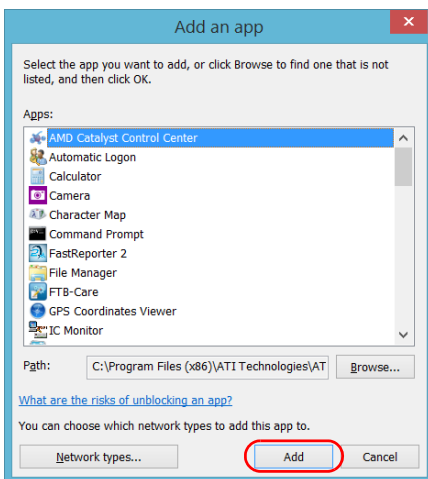 Add an app
Select the app you want to add, or click Browse to find one that is not
listed, and then click OK.
Apps:
AMD Catalyst Control Center
Automatic Logon
Calculator
Camera
Character Map
Command Prompt
FastReporter 2
File Manager
FTB-Care
GPS Coordinates Viewer
IC Monitor
Path: C:\Program Files (x86)\ATI Technologies\AT Browse...
What are the risks of unblocking an app?
You can choose which network types to add this app to.
Network types... Add Cancel